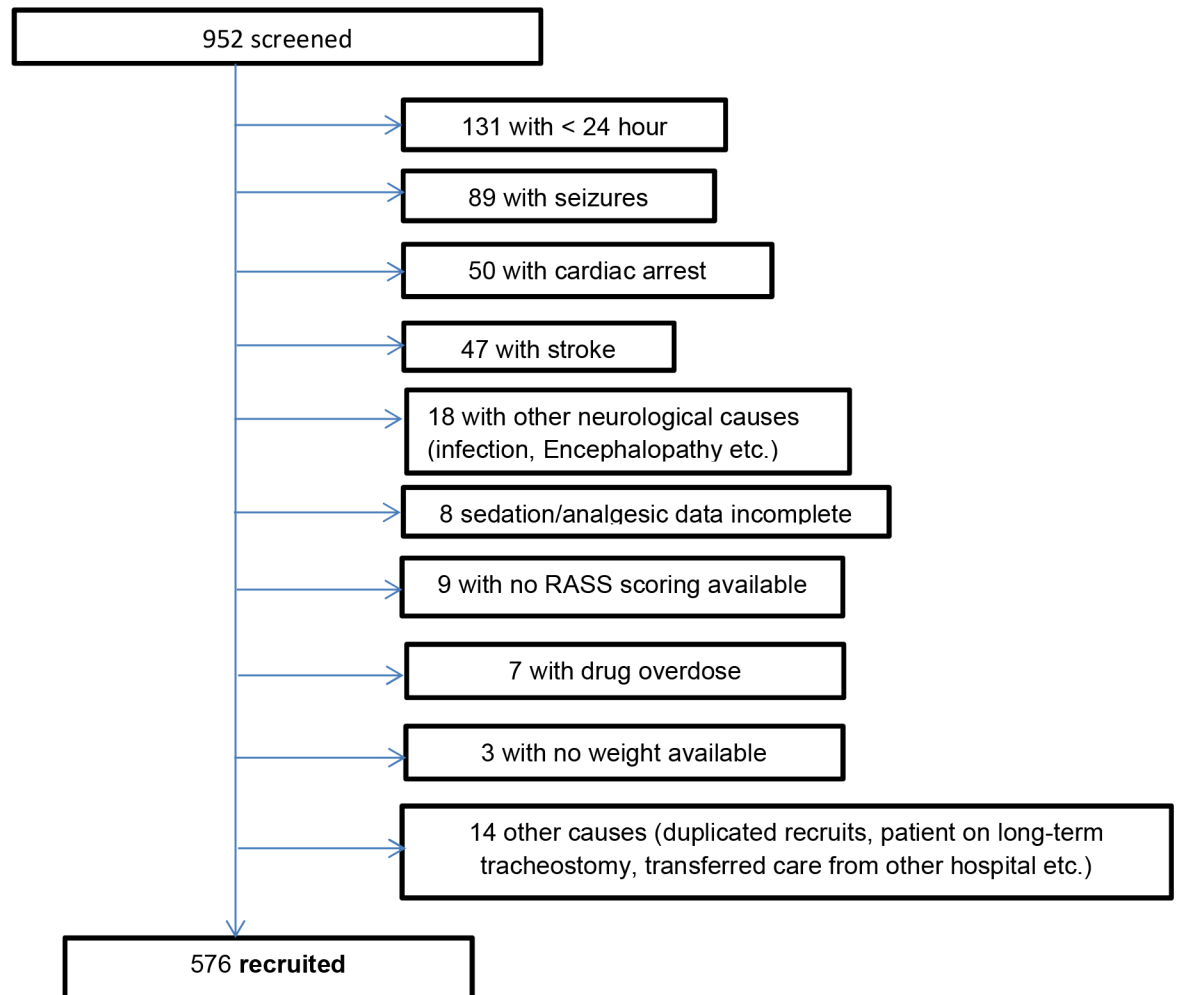 952 screened
131 with < 24 hour
89 with seizures
50 with cardiac arrest
47 with stroke
18 with other neurological causes
(infection, Encephalopathy etc.)
8 sedation/analgesic data incomplete
9 with no RASS scoring available
7 with drug overdose
3 with no weight available
14 other causes (duplicated recruits, patient on long-term
tracheostomy, transferred care from other hospital etc.)
576 recruited